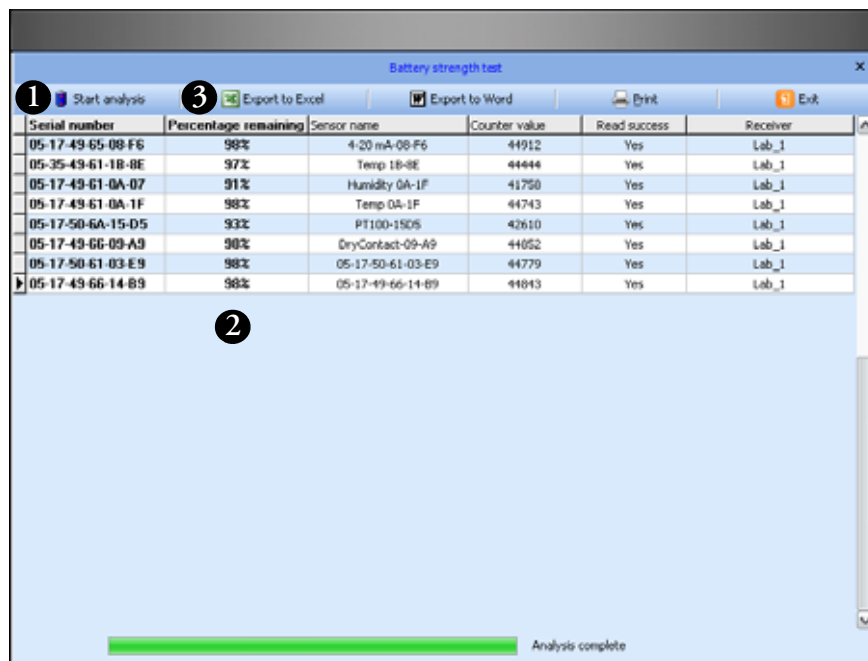 Battery strength test
1 Start analysis 3 Export to Excel Export to Word Print Exit
Serial number Percentage remaining Sensor name Counter value Read success Receiver
05-17-49-65-08-F6 98% 4-20 mA-08-F6 44912 Yes Lab_1
05-35-49-61-18-8E 97% Temp 18-8E 44444 Yes Lab_1
05-17-49-61-0A-07 91% Humidity 0A-1F 41750 Yes Lab_1
05-17-49-61-0A-1F 98% Temp 0A-1F 44743 Yes Lab_1
05-17-50-6A-15-D5 93% PT100-15D5 42610 Yes Lab_1
05-17-49-66-09-A9 98% DryContact-09-A9 44852 Yes Lab_1
05-17-50-61-03-E9 98% 05-17-50-61-03-E9 44779 Yes Lab_1
05-17-49-66-14-B9 98% 05-17-49-66-14-B9 44843 Yes Lab_1
2
Analysis complete